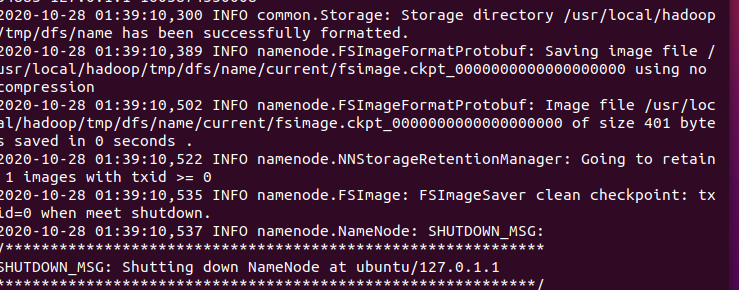 2020-10-28 01:39:10,300 INFO common.Storage: Storage directory /usr/local/hadoop
/tmp/dfs/name has been successfully formatted.
2020-10-28 01:39:10,389 INFO namenode.FSImageFormatProtobuf: Saving image file /
usr/local/hadoop/tmp/dfs/name/current/fsimage.ckpt_0000000000000000000 using no
compression
2020-10-28 01:39:10,502 INFO namenode.FSImageFormatProtobuf: Image file /usr/loc
al/hadoop/tmp/dfs/name/current/fsimage.ckpt_0000000000000000000 of size 401 byte
s saved in 0 seconds .
2020-10-28 01:39:10,522 INFO namenode.NNStorageRetentionManager: Going to retain
1 images with txid >= 0
2020-10-28 01:39:10,535 INFO namenode.FSImage: FSImageSaver clean checkpoint: tx
id=0 when meet shutdown.
2020-10-28 01:39:10,537 INFO namenode.NameNode: SHUTDOWN_MSG:
/************************************************************
SHUTDOWN_MSG: Shutting down NameNode at ubuntu/127.0.1.1
************************************************************/